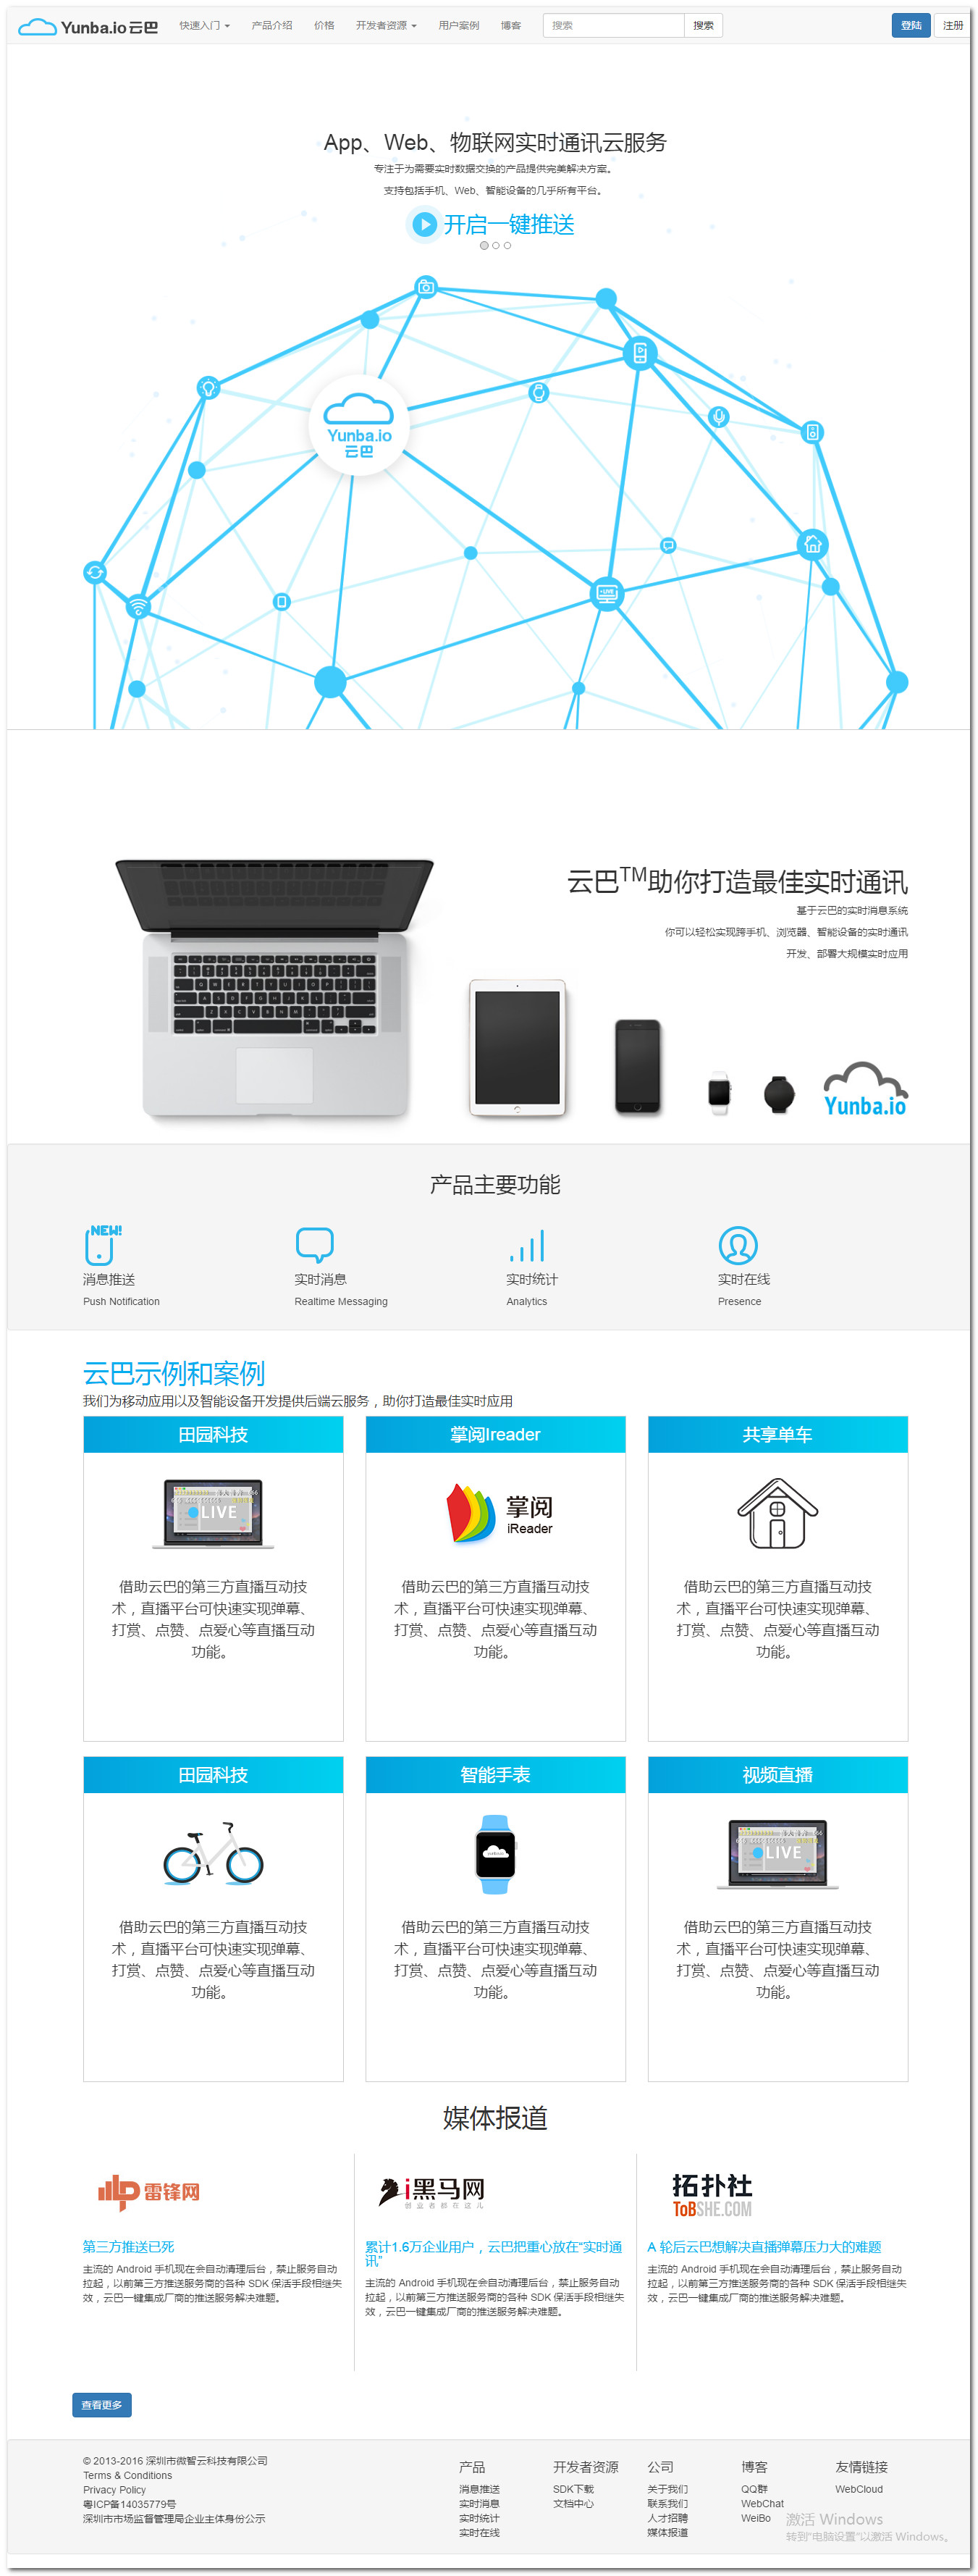 Yunba.io 云巴 快速入门 产品介绍 价格 开发者资源 用户案例 博客 搜索 搜索 登陆 注册
App、Web、物联网实时通讯云服务
专注于为需要实时数据交换的产品提供完美解决方案。
支持包括手机、Web、智能设备的几乎所有平台。
开启一键推送
Yunba.io
云巴
LIVE
云巴TM助你打造最佳实时通讯
基于云巴的实时消息系统
你可以轻松实现跨手机、浏览器、智能设备的实时通讯
开发、部署大规模实时应用
Yunba.io
产品主要功能
NEW!
消息推送 实时消息 实时统计 实时在线
Push Notification Realtime Messaging Analytics Presence
云巴示例和案例
我们为移动应用以及智能设备开发提供后端云服务，助你打造最佳实时应用
田园科技 掌阅Ireader 共享单车
LIVE
掌阅
iReader
借助云巴的第三方直播互动技
术，直播平台可快速实现弹幕、
打赏、点赞、点爱心等直播互动
功能。
借助云巴的第三方直播互动技
术，直播平台可快速实现弹幕、
打赏、点赞、点爱心等直播互动
功能。
借助云巴的第三方直播互动技
术，直播平台可快速实现弹幕、
打赏、点赞、点爱心等直播互动
功能。
田园科技 智能手表 视频直播
LIVE
借助云巴的第三方直播互动技
术，直播平台可快速实现弹幕、
打赏、点赞、点爱心等直播互动
功能。
借助云巴的第三方直播互动技
术，直播平台可快速实现弹幕、
打赏、点赞、点爱心等直播互动
功能。
借助云巴的第三方直播互动技
术，直播平台可快速实现弹幕、
打赏、点赞、点爱心等直播互动
功能。
媒体报道
雷锋网
第三方推送已死
主流的 Android 手机现在会自动清理后台，禁止服务自动
拉起，以前第三方推送服务商的各种 SDK 保活手段相继失
效，云巴一键集成厂商的推送服务解决难题。
i黑马网
创业者都在这儿
累计1.6万企业用户，云巴把重心放在“实时通
讯”
主流的 Android 手机现在会自动清理后台，禁止服务自动
拉起，以前第三方推送服务商的各种 SDK 保活手段相继失
效，云巴一键集成厂商的推送服务解决难题。
拓扑社
ToBSHE.COM
A 轮后云巴想解决直播弹幕压力大的难题
主流的 Android 手机现在会自动清理后台，禁止服务自动
拉起，以前第三方推送服务商的各种 SDK 保活手段相继失
效，云巴一键集成厂商的推送服务解决难题。
查看更多
© 2013-2016 深圳市微智云科技有限公司
Terms & Conditions
Privacy Policy
粤ICP备14035779号
深圳市市场监督管理局企业主体身份公示
产品
消息推送
实时消息
实时统计
实时在线
开发者资源
SDK下载
文档中心
公司
关于我们
联系我们
人才招聘
媒体报道
博客
QQ群
WebChat
WeiBo
友情链接
WebCloud
激活 Windows
转到“电脑设置”以激活 Windows。